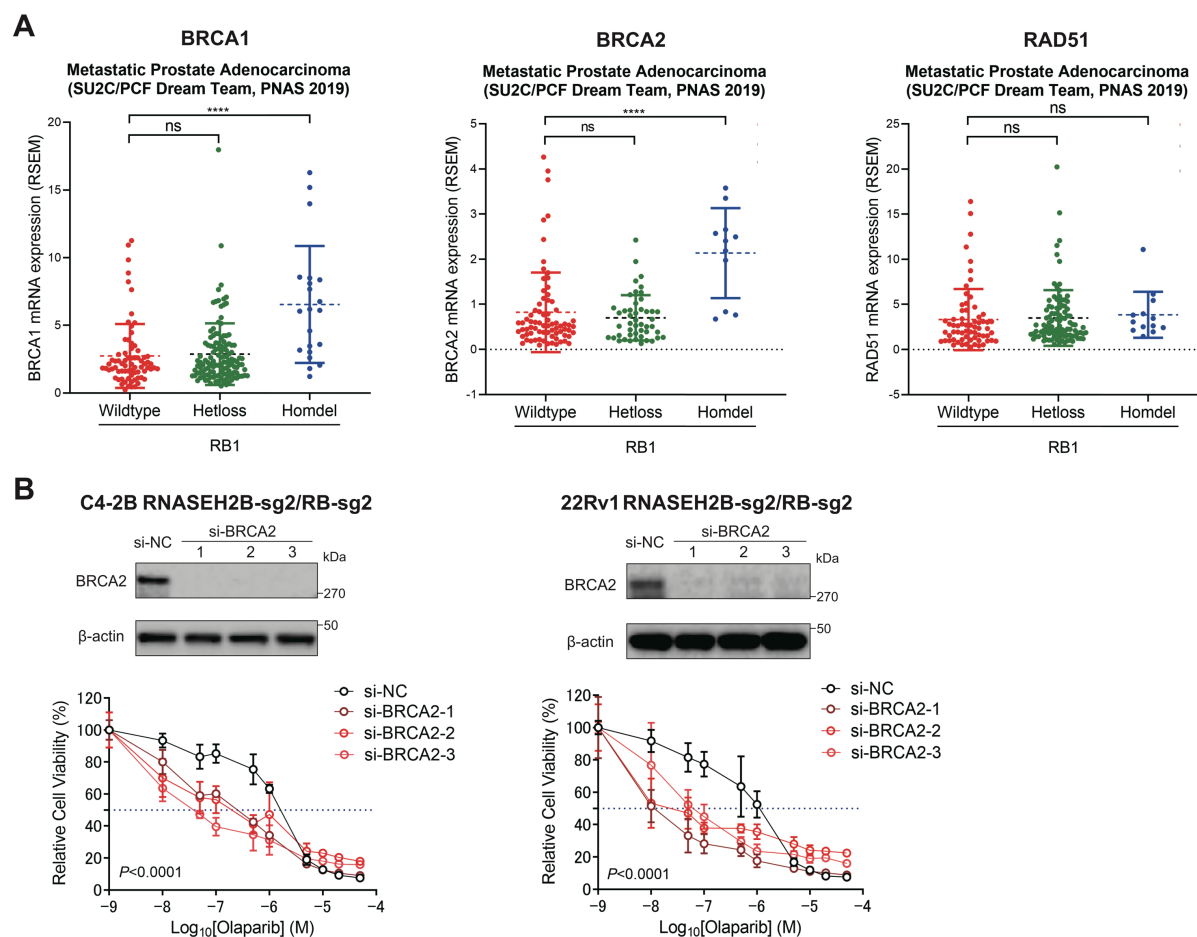 A
BRCA1
Metastatic Prostate Adenocarcinoma
(SU2C/PCF Dream Team, PNAS 2019)
****
ns
BRCA1 mRNA expression (RSEM)
20
15
10
5
0
Wildtype Hetloss Homdel
RB1
BRCA2
Metastatic Prostate Adenocarcinoma
(SU2C/PCF Dream Team, PNAS 2019)
****
ns
BRCA2 mRNA expression (RSEM)
5
4
3
2
1
0
-1
Wildtype Hetloss Homdel
RB1
RAD51
Metastatic Prostate Adenocarcinoma
(SU2C/PCF Dream Team, PNAS 2019)
ns
ns
RAD51 mRNA expression (RSEM)
25
20
15
10
5
0
-5
Wildtype Hetloss Homdel
RB1
B
C4-2B RNASEH2B-sg2/RB-sg2
si-NC si-BRCA2
1 2 3 kDa
BRCA2
270
β-actin
50
si-NC
si-BRCA2-1
si-BRCA2-2
si-BRCA2-3
Relative Cell Viability (%)
120
100
80
60
40
20
0
P<0.0001
−9 −8 −7 −6 −5 −4
Log10[Olaparib] (M)
22Rv1 RNASEH2B-sg2/RB-sg2
si-NC si-BRCA2
1 2 3 kDa
BRCA2
270
β-actin
50
si-NC
si-BRCA2-1
si-BRCA2-2
si-BRCA2-3
Relative Cell Viability (%)
120
100
80
60
40
20
0
P<0.0001
−9 −8 −7 −6 −5 −4
Log10[Olaparib] (M)